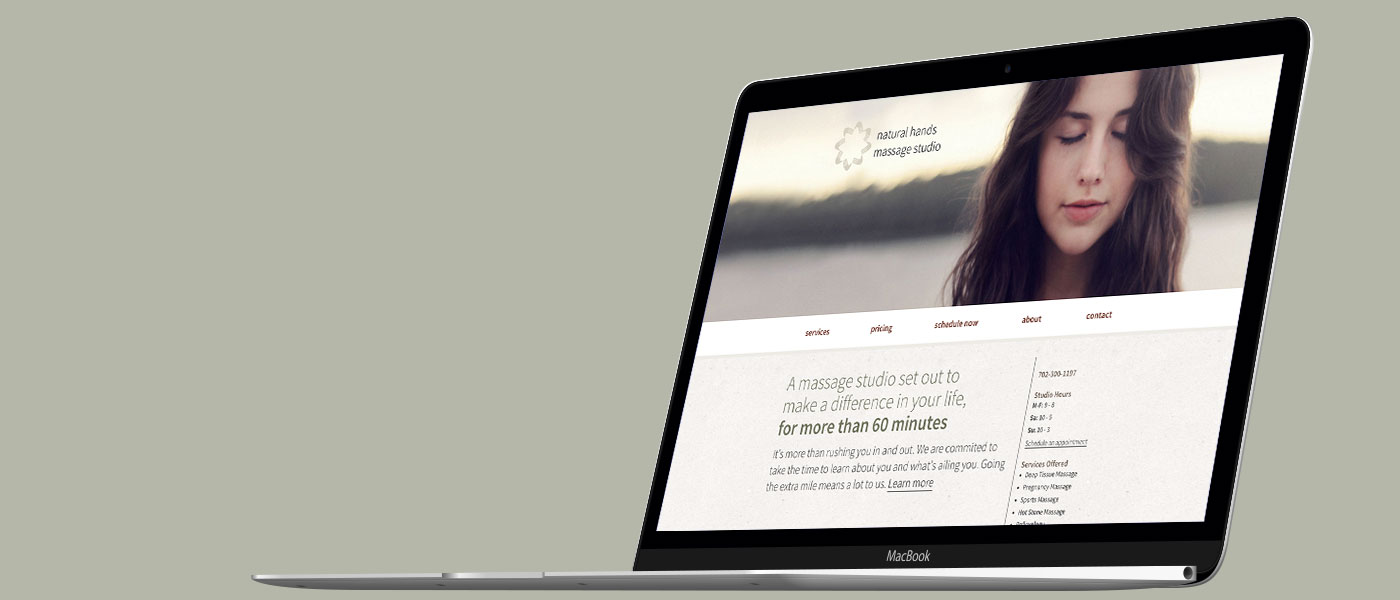 natural hands
massage studio
services
pricing
schedule now
about
contact
A massage studio set out to
make a difference in your life,
for more than 60 minutes
It's more than rushing you in and out. We are commited to
take the time to learn about you and what's ailing you. Going
the extra mile means a lot to us. Learn more
702-300-1197
Studio Hours
M-F: 9 - 8
Sa: 10 - 5
Su: 10 - 3
Schedule an appointment
Services Offered
Deep Tissue Massage
Pregnancy Massage
Sports Massage
Hot Stone Massage
MacBook